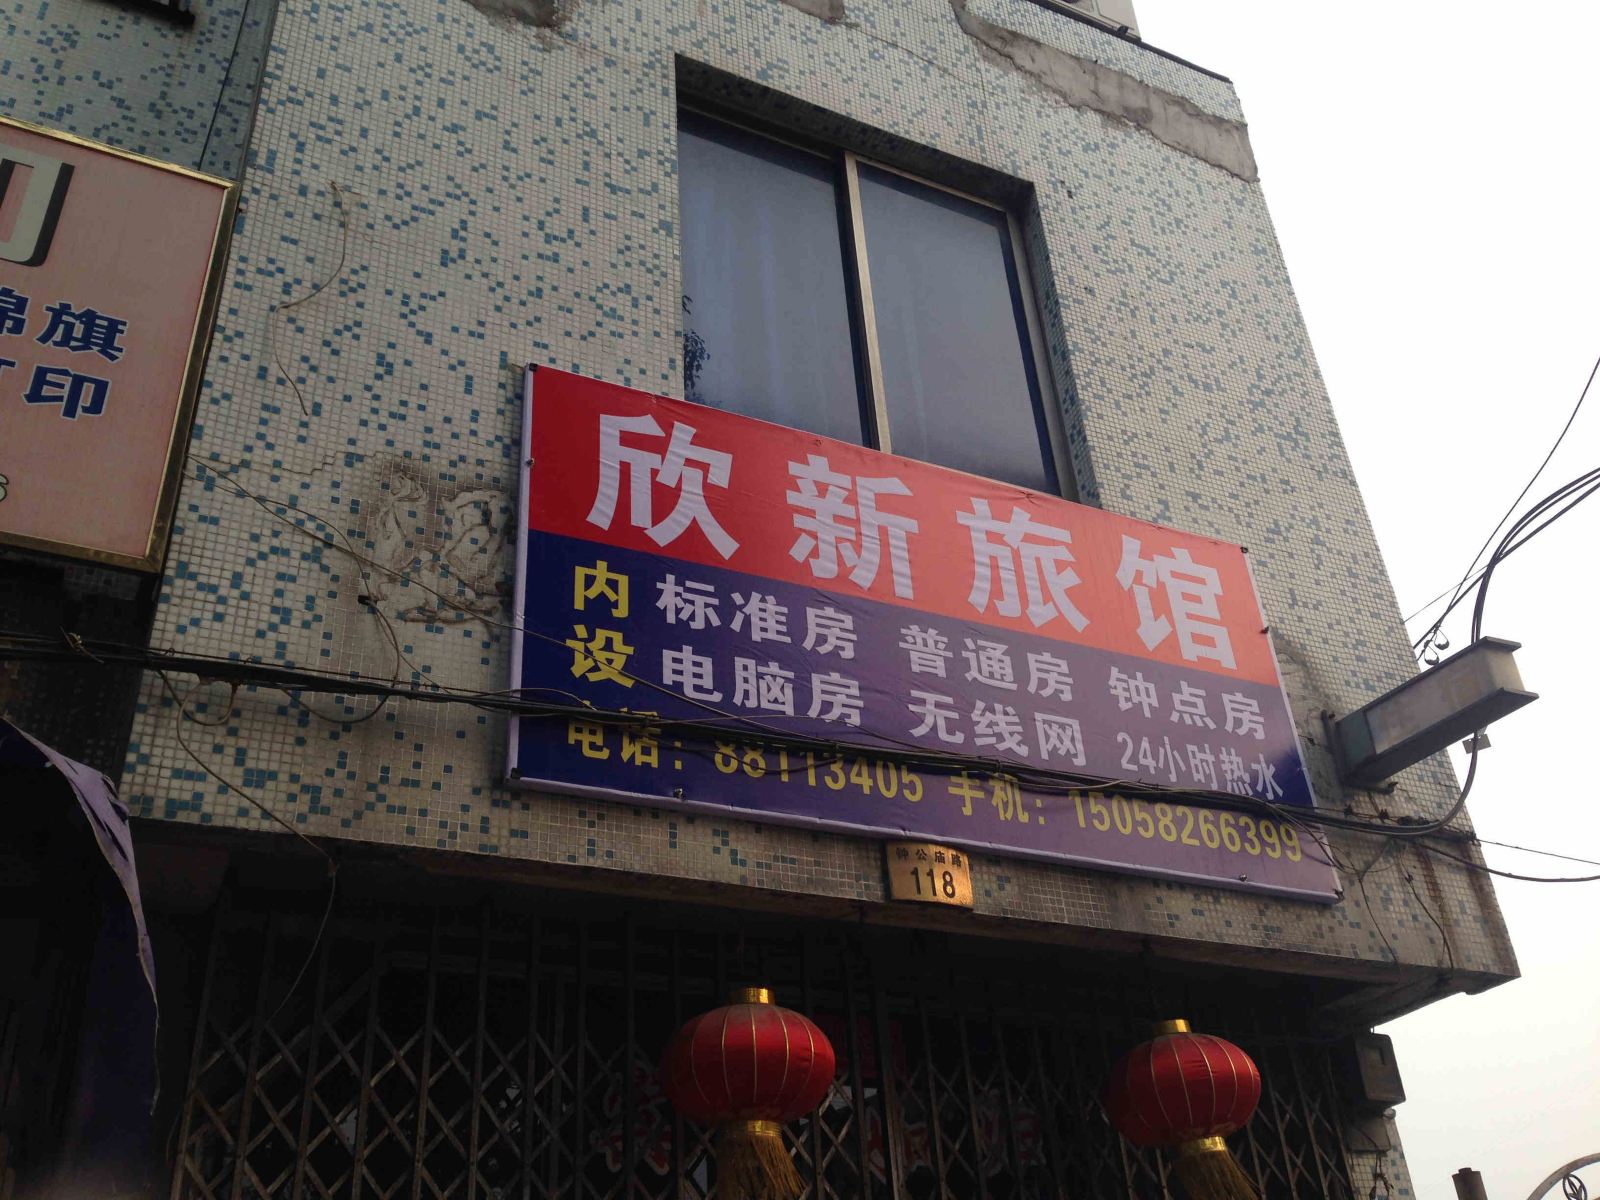 锦旗
印
欣新旅馆
内设
标准房 普通房 钟点房
电脑房 无线网 24小时热水
电话：88113405 手机：15058266399
钟公庙路
118